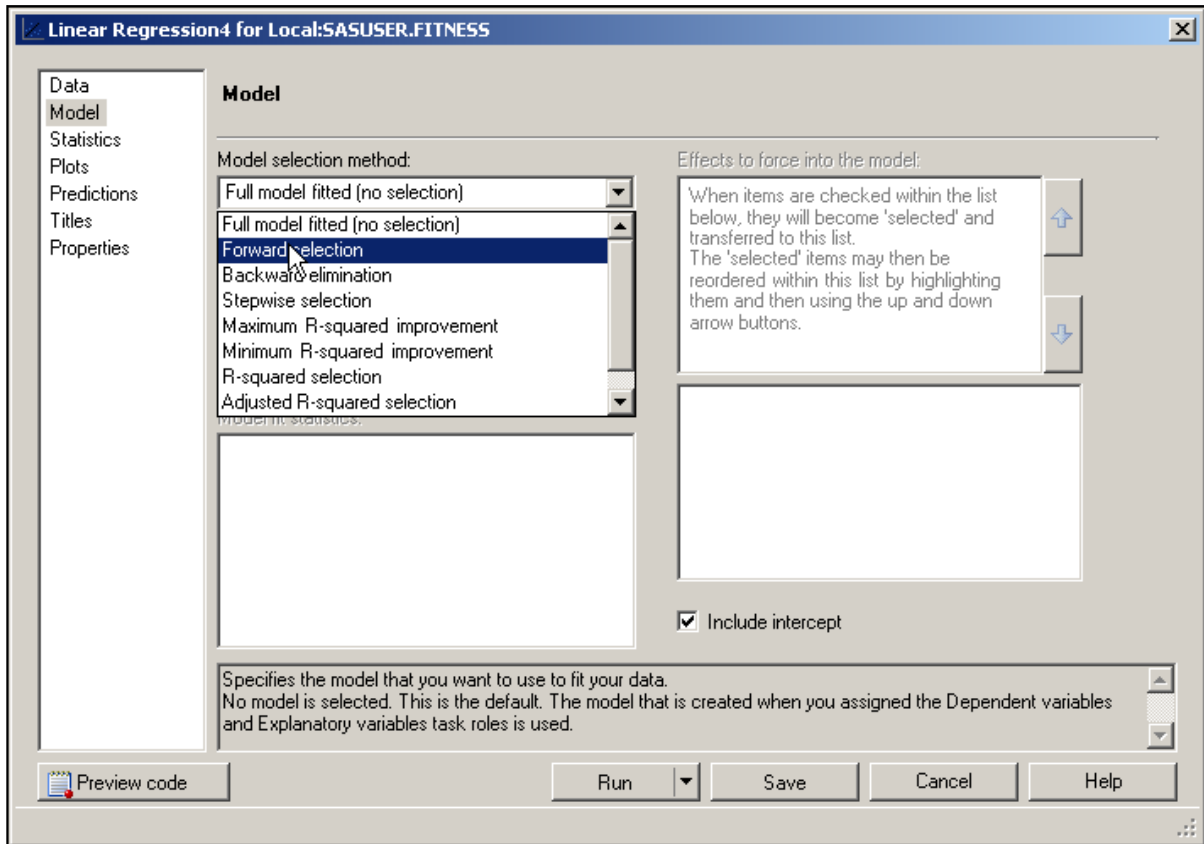 Linear Regression4 for Local:SASUSER.FITNESS
Data
Model
Statistics
Plots
Predictions
Titles
Properties
Model
Model selection method:
Full model fitted (no selection)
Full model fitted (no selection)
Forward selection
Backward elimination
Stepwise selection
Maximum R-squared improvement
Minimum R-squared improvement
R-squared selection
Adjusted R-squared selection
Model fit statistics:
Effects to force into the model:
When items are checked within the list
below, they will become 'selected' and
transferred to this list.
The 'selected' items may then be
reordered within this list by highlighting
them and then using the up and down
arrow buttons.
Include intercept
Specifies the model that you want to use to fit your data.
No model is selected. This is the default. The model that is created when you assigned the Dependent variables
and Explanatory variables task roles is used.
Preview code
Run
Save
Cancel
Help